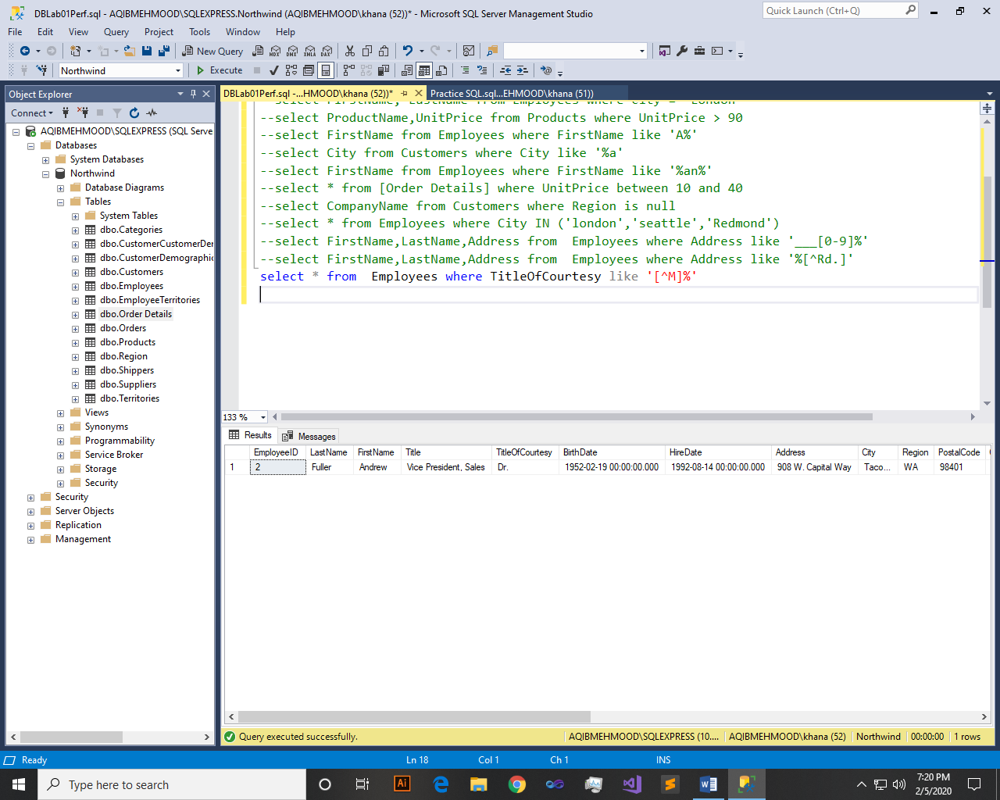 DBLab01Perf.sql - AQIBMEHMOOD\SQLEXPRESS.Northwind (AQIBMEHMOOD\khana (52))* - Microsoft SQL Server Management Studio
Quick Launch (Ctrl+Q)
File Edit View Query Project Tools Window Help
New Query MDX DMX XMLA DAX
Northwind Execute
Object Explorer
DBLab01Perf.sql -...HMOOD\khana (52))* Practice SQL.sql...EHMOOD\khana (51))
Connect
AQIBMEHMOOD\SQLEXPRESS (SQL Serve
Databases
System Databases
Northwind
Database Diagrams
Tables
System Tables
dbo.Categories
dbo.CustomerCustomerDer
dbo.CustomerDemographic
dbo.Customers
dbo.Employees
dbo.EmployeeTerritories
dbo.Order Details
dbo.Orders
dbo.Products
dbo.Region
dbo.Shippers
dbo.Suppliers
dbo.Territories
Views
Synonyms
Programmability
Service Broker
Storage
Security
Security
Server Objects
Replication
Management
--select FirstName, LastName from Employees where City = 'London'
--select ProductName,UnitPrice from Products where UnitPrice > 90
--select FirstName from Employees where FirstName like 'A%'
--select City from Customers where City like '%a'
--select FirstName from Employees where FirstName like '%an%'
--select * from [Order Details] where UnitPrice between 10 and 40
--select CompanyName from Customers where Region is null
--select * from Employees where City IN ('london','seattle','Redmond')
--select FirstName,LastName,Address from  Employees where Address like '___[0-9]%'
--select FirstName,LastName,Address from  Employees where Address like '%[^Rd.]'
select * from  Employees where TitleOfCourtesy like '[^M]%'
133 %
Results Messages
EmployeeID LastName FirstName Title TitleOfCourtesy BirthDate HireDate Address City Region PostalCode
1 2 Fuller Andrew Vice President, Sales Dr. 1952-02-19 00:00:00.000 1992-08-14 00:00:00.000 908 W. Capital Way Taco... WA 98401
Query executed successfully. AQIBMEHMOOD\SQLEXPRESS (10.... AQIBMEHMOOD\khana (52) Northwind 00:00:00 1 rows
Ready Ln 18 Col 1 Ch 1 INS
Type here to search
Ai
7:20 PM
2/5/2020